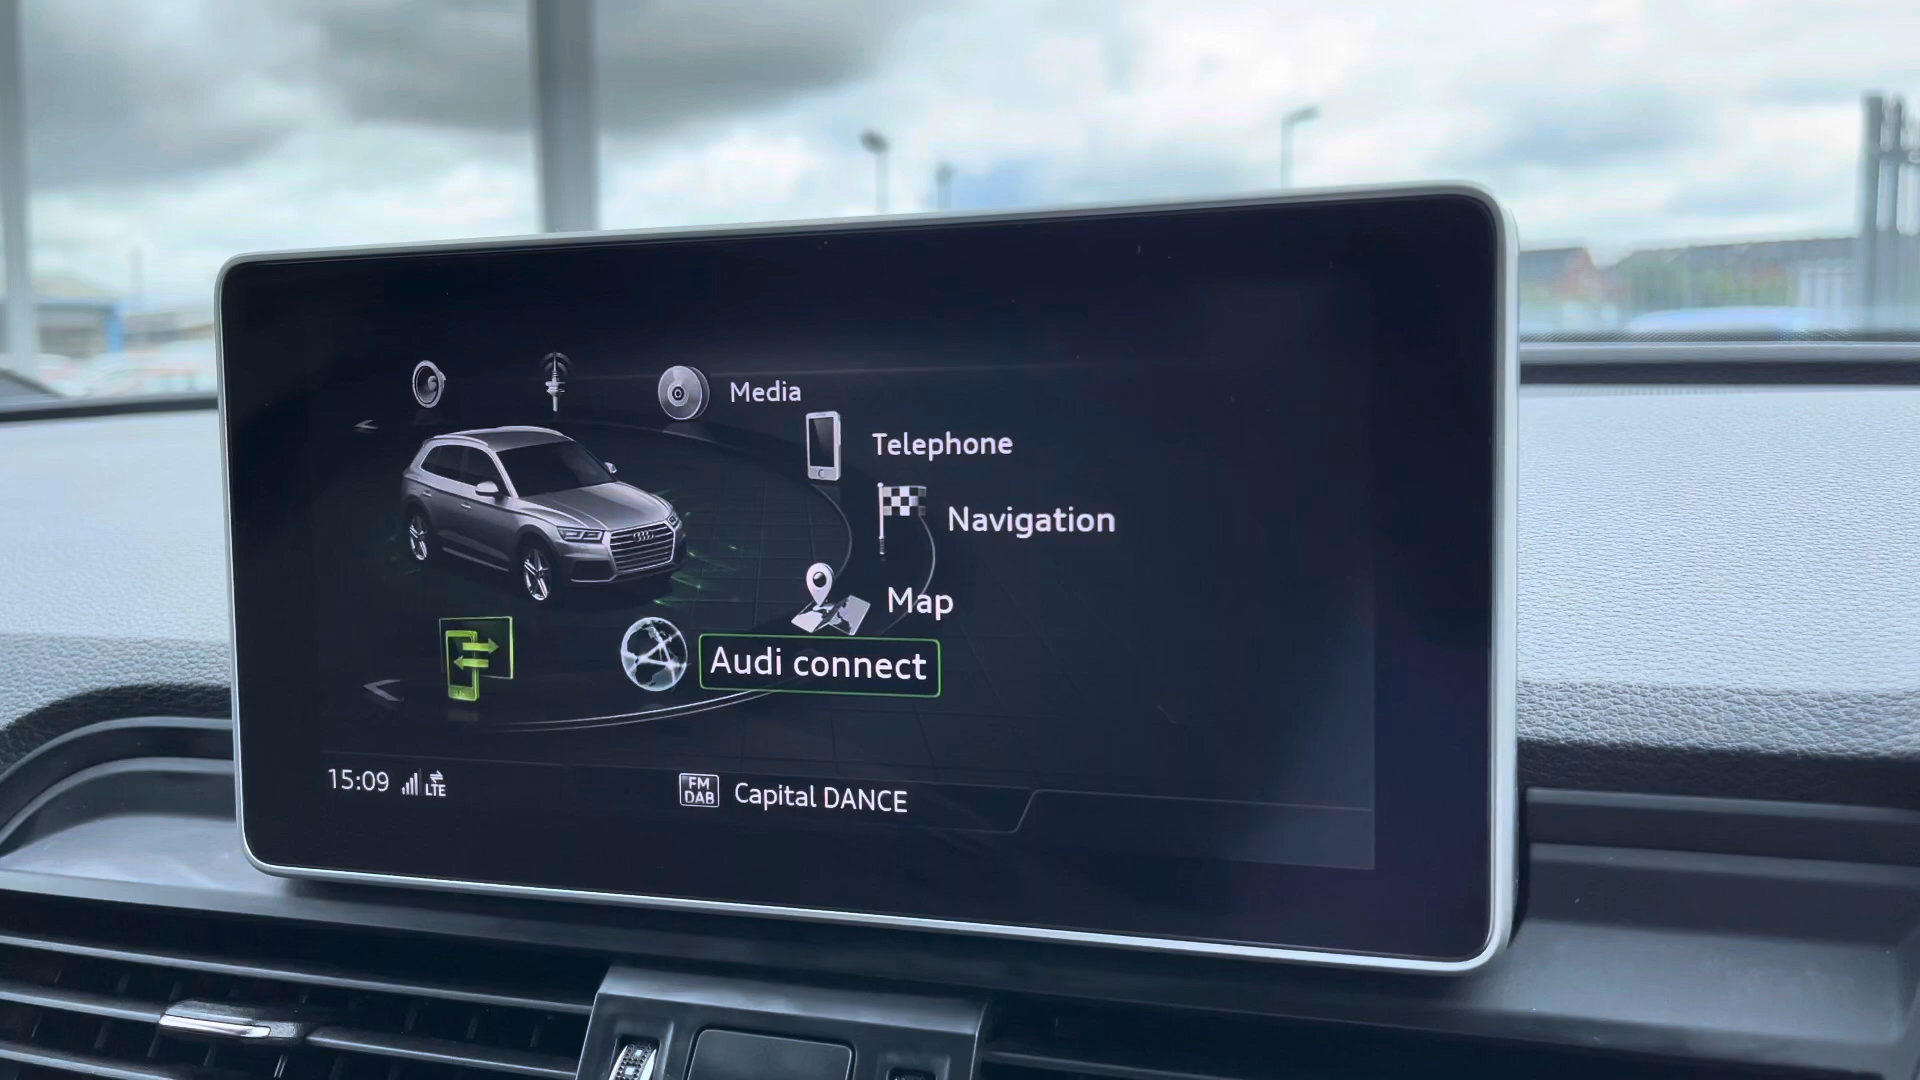 Media
Telephone
Navigation
Map
Audi connect
15:09 LTE
FM
DAB
Capital DANCE